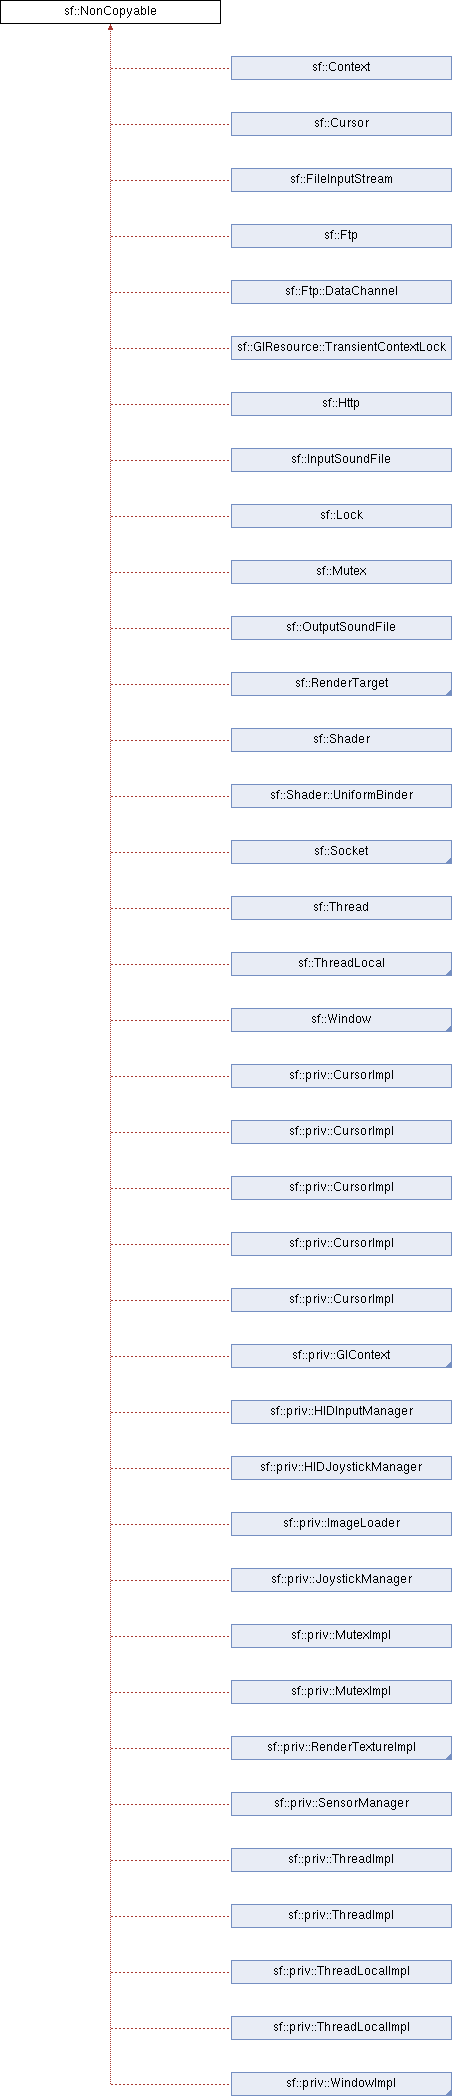 sf::NonCopyable
sf::Context
sf::Cursor
sf::FileInputStream
sf::Ftp
sf::Ftp::DataChannel
sf::GlResource::TransientContextLock
sf::Http
sf::InputSoundFile
sf::Lock
sf::Mutex
sf::OutputSoundFile
sf::RenderTarget
sf::Shader
sf::Shader::UniformBinder
sf::Socket
sf::Thread
sf::ThreadLocal
sf::Window
sf::priv::CursorImpl
sf::priv::CursorImpl
sf::priv::CursorImpl
sf::priv::CursorImpl
sf::priv::CursorImpl
sf::priv::GlContext
sf::priv::HIDInputManager
sf::priv::HIDJoystickManager
sf::priv::ImageLoader
sf::priv::JoystickManager
sf::priv::MutexImpl
sf::priv::MutexImpl
sf::priv::RenderTextureImpl
sf::priv::SensorManager
sf::priv::ThreadImpl
sf::priv::ThreadImpl
sf::priv::ThreadLocalImpl
sf::priv::ThreadLocalImpl
sf::priv::WindowImpl